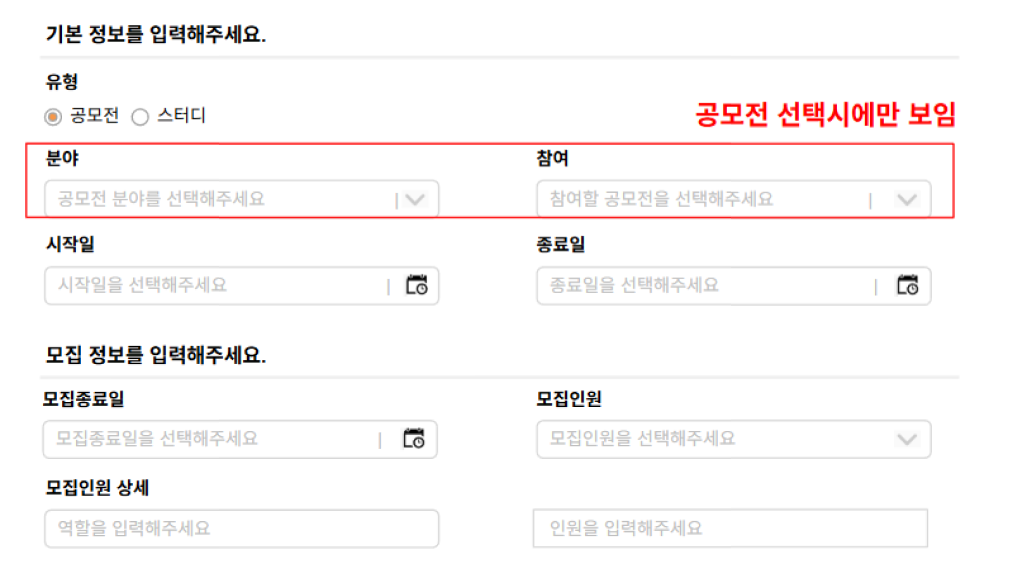 기본 정보를 입력해주세요.
유형
공모전 스터디
공모전 선택시에만 보임
분야 참여
공모전 분야를 선택해주세요 참여할 공모전을 선택해주세요
시작일 종료일
시작일을 선택해주세요 종료일을 선택해주세요
모집 정보를 입력해주세요.
모집종료일 모집인원
모집종료일을 선택해주세요 모집인원을 선택해주세요
모집인원 상세
역할을 입력해주세요 인원을 입력해주세요